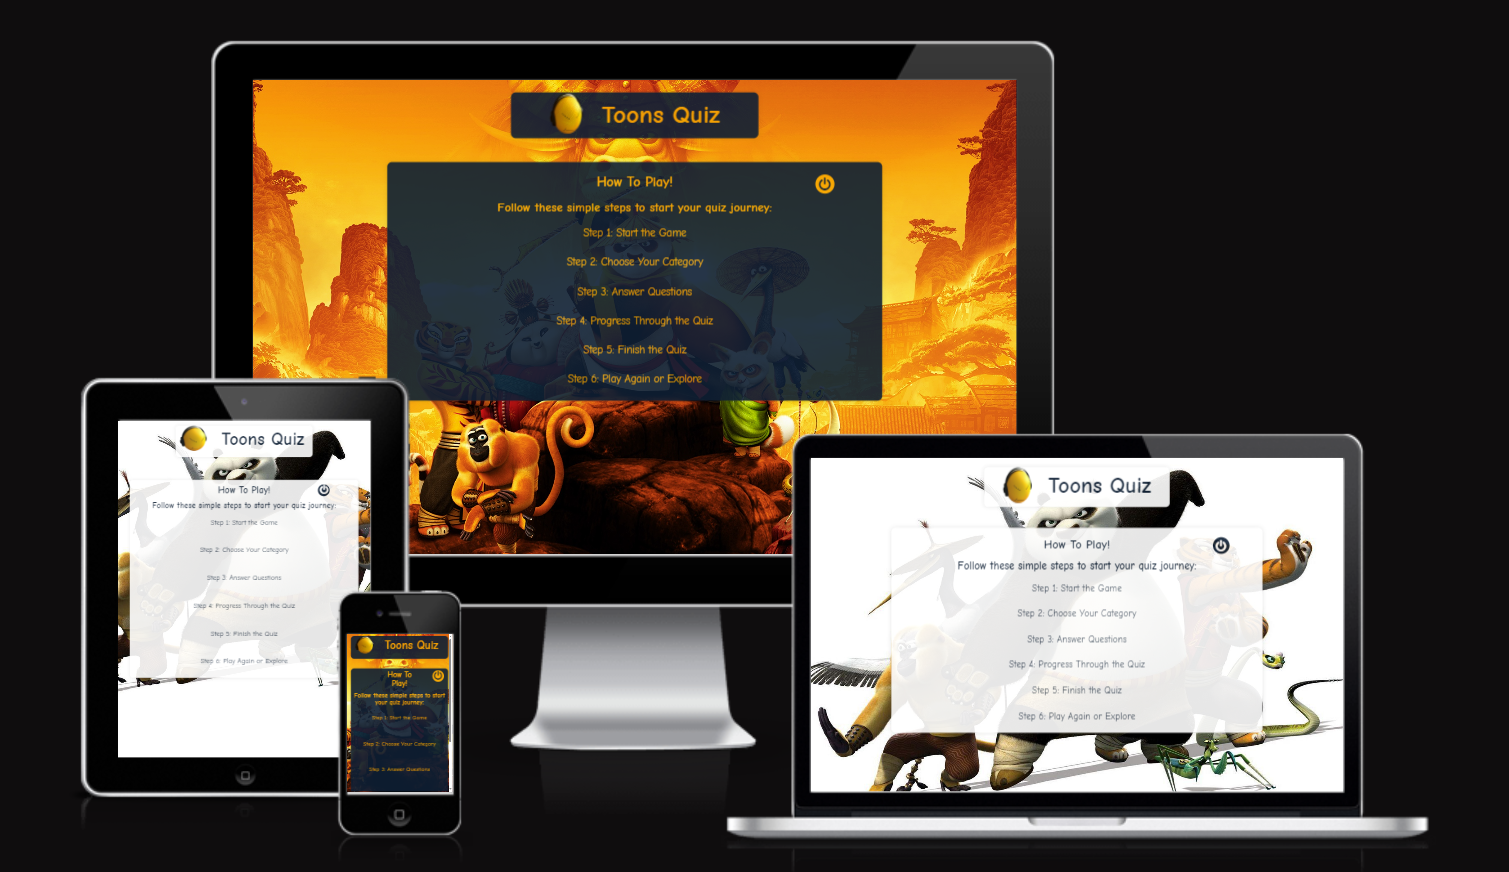 Toons Quiz
How To Play!
Follow these simple steps to start your quiz journey:
Step 1: Start the Game
Step 2: Choose Your Category
Step 3: Answer Questions
Step 4: Progress Through the Quiz
Step 5: Finish the Quiz
Step 6: Play Again or Explore
Toons Quiz
How To Play!
Follow these simple steps to start your quiz journey:
Step 1: Start the Game
Step 2: Choose Your Category
Step 3: Answer Questions
Step 4: Progress Through the Quiz
Step 5: Finish the Quiz
Step 6: Play Again or Explore
Toons Quiz
How To
Play!
Follow these simple steps to start
your quiz journey:
Step 1: Start the Game
Step 2: Choose Your Category
Step 3: Answer Questions
Toons Quiz
How To Play!
Follow these simple steps to start your quiz journey:
Step 1: Start the Game
Step 2: Choose Your Category
Step 3: Answer Questions
Step 4: Progress Through the Quiz
Step 5: Finish the Quiz
Step 6: Play Again or Explore